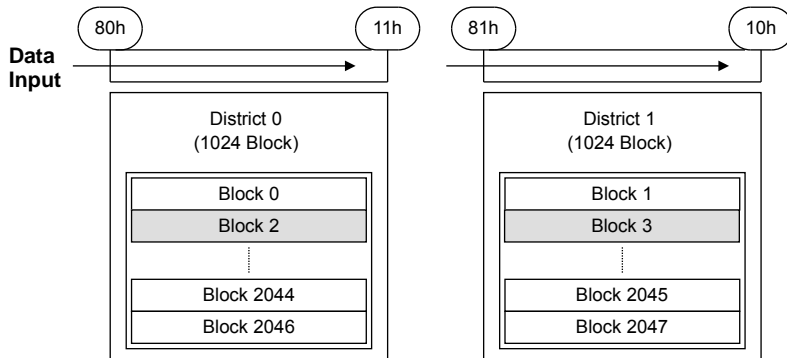 80h 11h 81h 10h
Data
Input
District 0
(1024 Block)
Block 0
Block 2
Block 2044
Block 2046
District 1
(1024 Block)
Block 1
Block 3
Block 2045
Block 2047